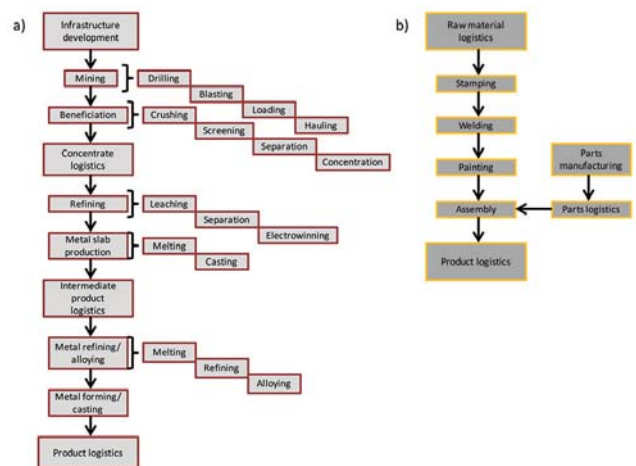 a)
Infrastructure
development
Mining
Drilling
Blasting
Loading
Hauling
Beneficiation
Crushing
Screening
Separation
Concentration
Concentrate
logistics
Refining
Leaching
Separation
Electrowinning
Metal slab
production
Melting
Casting
Intermediate
product
logistics
Metal refining/
alloying
Melting
Refining
Alloying
Metal forming/
casting
Product logistics
b)
Raw material
logistics
Stamping
Welding
Painting
Parts
manufacturing
Assembly
Parts logistics
Product logistics